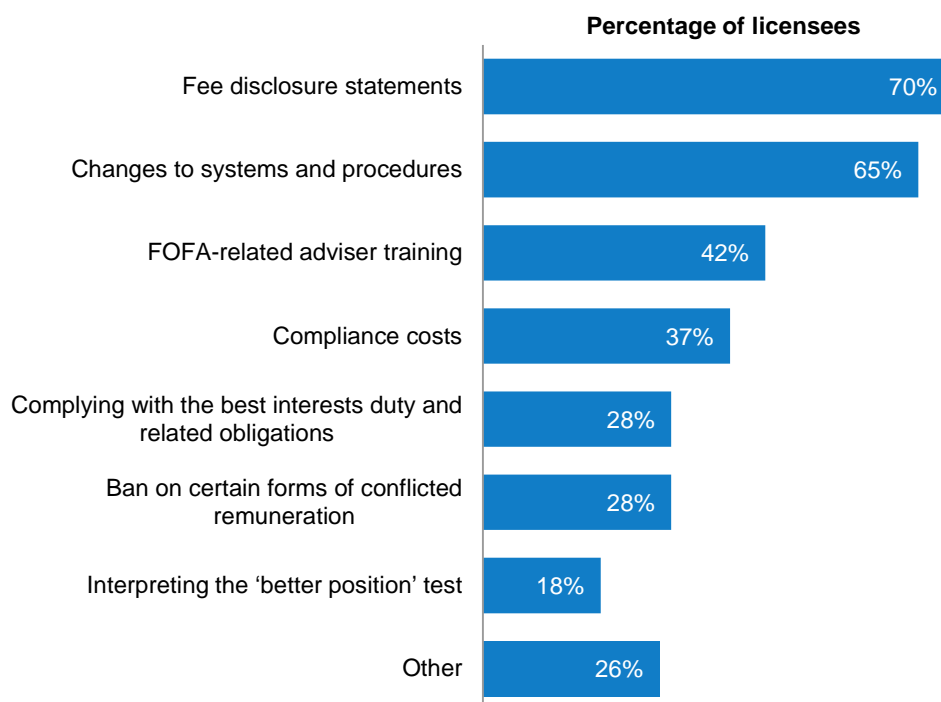 Percentage of licensees
Fee disclosure statements
70%
Changes to systems and procedures
65%
FOFA-related adviser training
42%
Compliance costs
37%
Complying with the best interests duty and
related obligations
28%
Ban on certain forms of conflicted
remuneration
28%
Interpreting the ‘better position’ test
18%
Other
26%